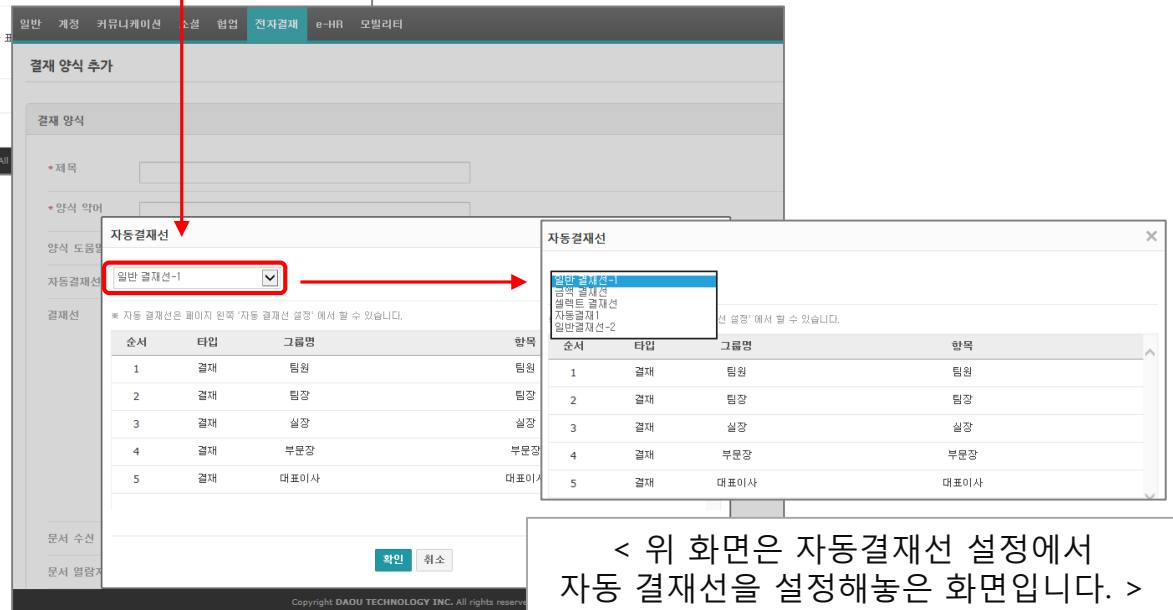 일반 계정 커뮤니케이션 소셜 협업 전자결재 e-HR 모빌리티
결재 양식 추가
결재 양식
*제목
*양식 약어
양식 도움말
자동결재선
결재선
문서 수신
문서 열람자
자동결재선
일반 결재선-1
※ 자동 결재선은 페이지 왼쪽 '자동 결재선 설정' 에서 할 수 있습니다.
순서 타입 그룹명 항목
1 결재 팀원 팀원
2 결재 팀장 팀장
3 결재 실장 실장
4 결재 부문장 부문장
5 결재 대표이사 대표이사
확인 취소
자동결재선 ×
일반 결재선-1
금액 결재선
셀렉트 결재선
자동결재1
일반결재선-2
선 설정' 에서 할 수 있습니다.
순서 타입 그룹명 항목
1 결재 팀원 팀원
2 결재 팀장 팀장
3 결재 실장 실장
4 결재 부문장 부문장
5 결재 대표이사 대표이사
Copyright DAOU TECHNOLOGY INC. All rights reserve
All
< 위 화면은 자동결재선 설정에서
자동 결재선을 설정해놓은 화면입니다. >